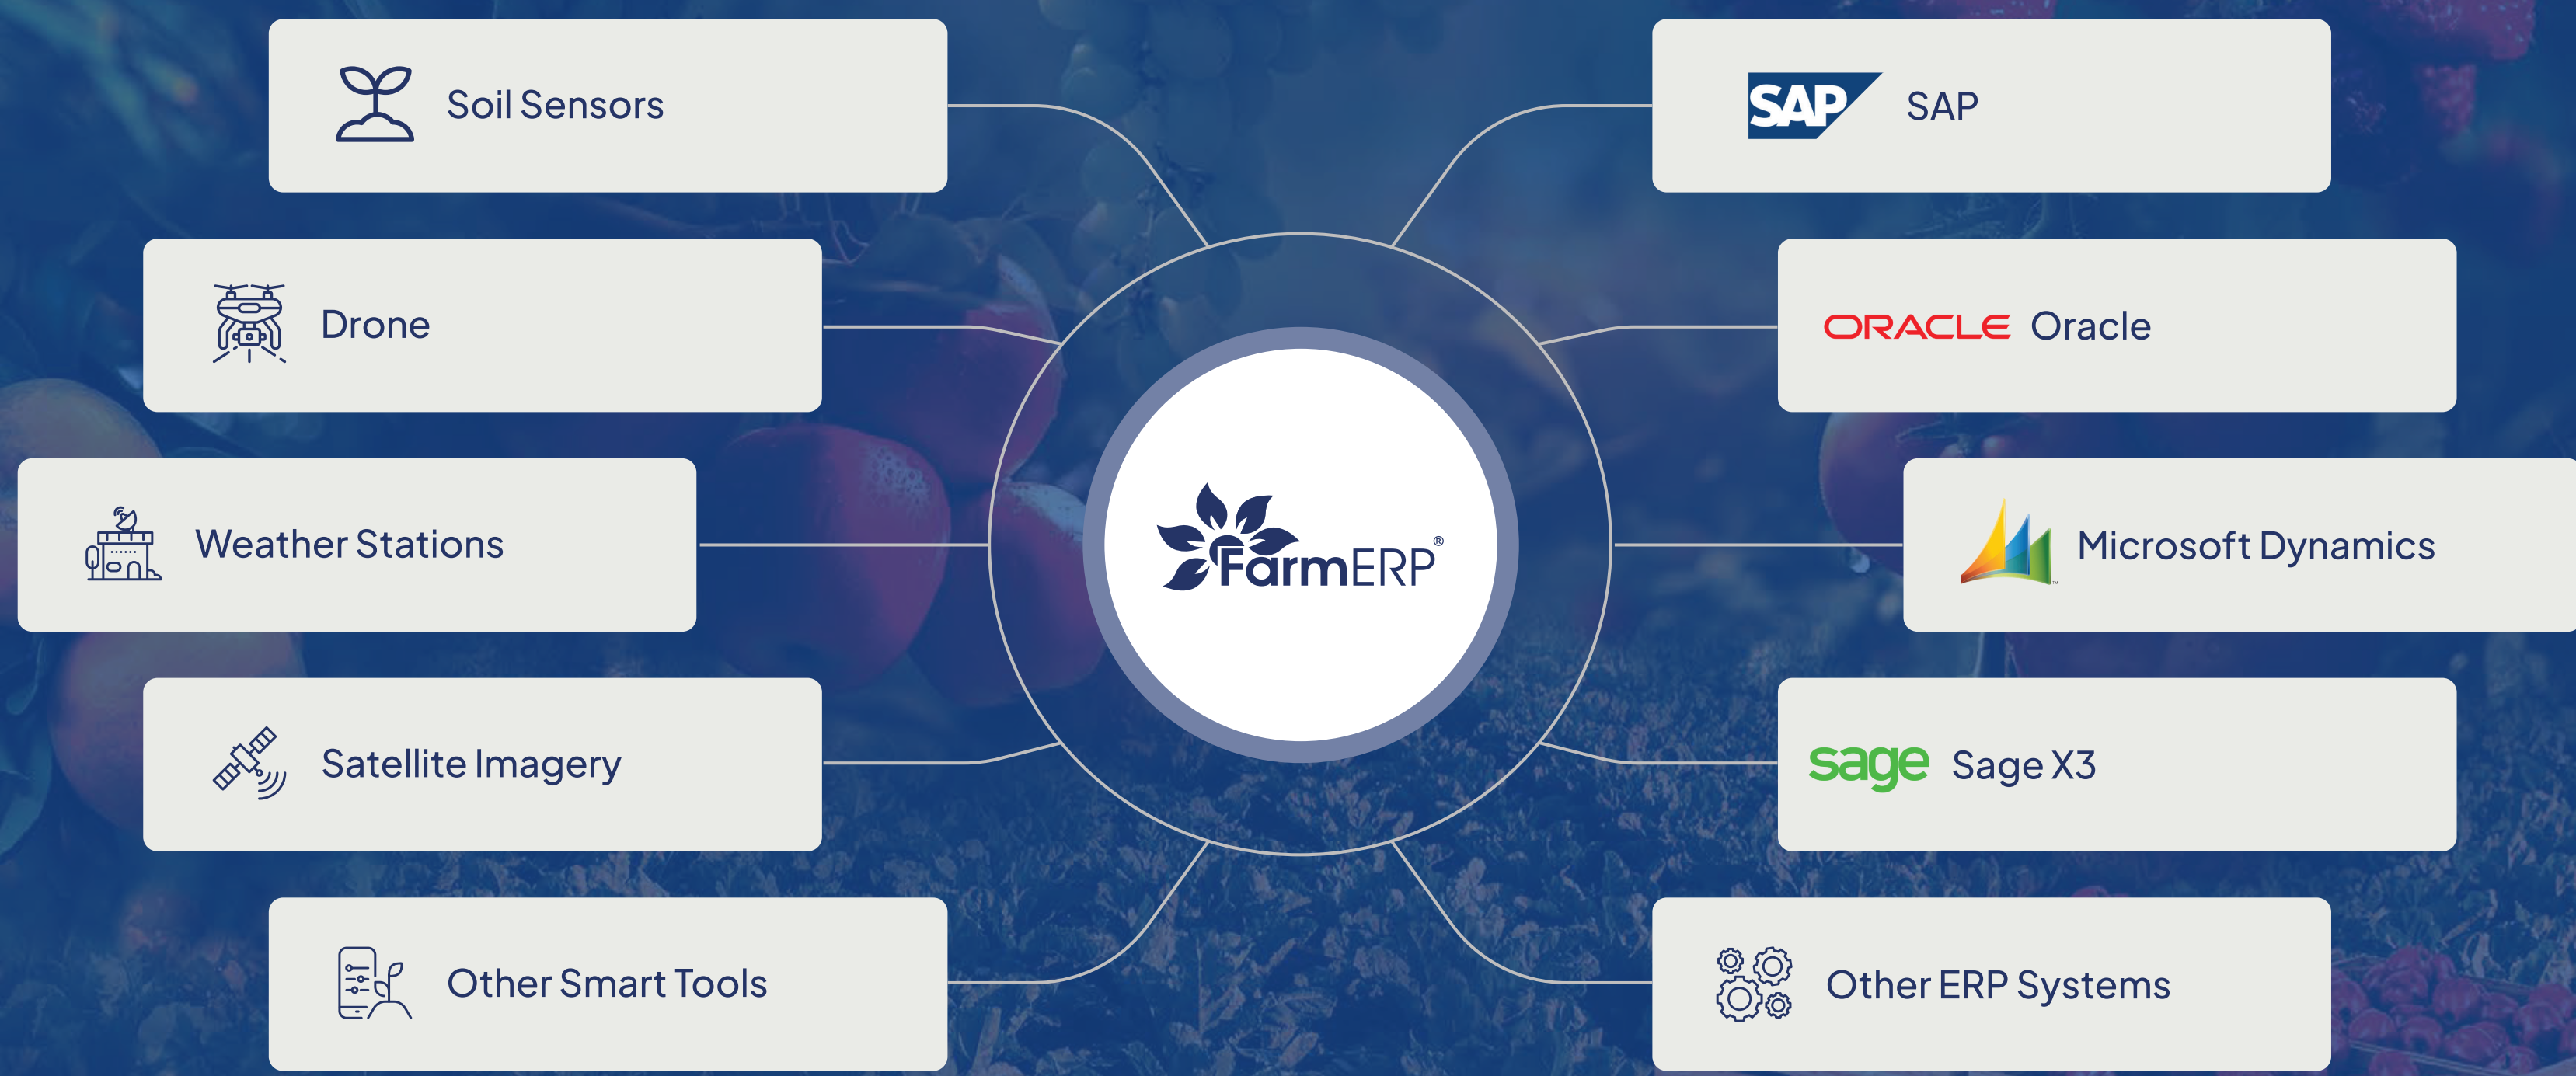 Soil Sensors
Drone
Weather Stations
Satellite Imagery
Other Smart Tools
FarmERP®
SAP SAP
ORACLE Oracle
™ Microsoft Dynamics
sage Sage X3
Other ERP Systems